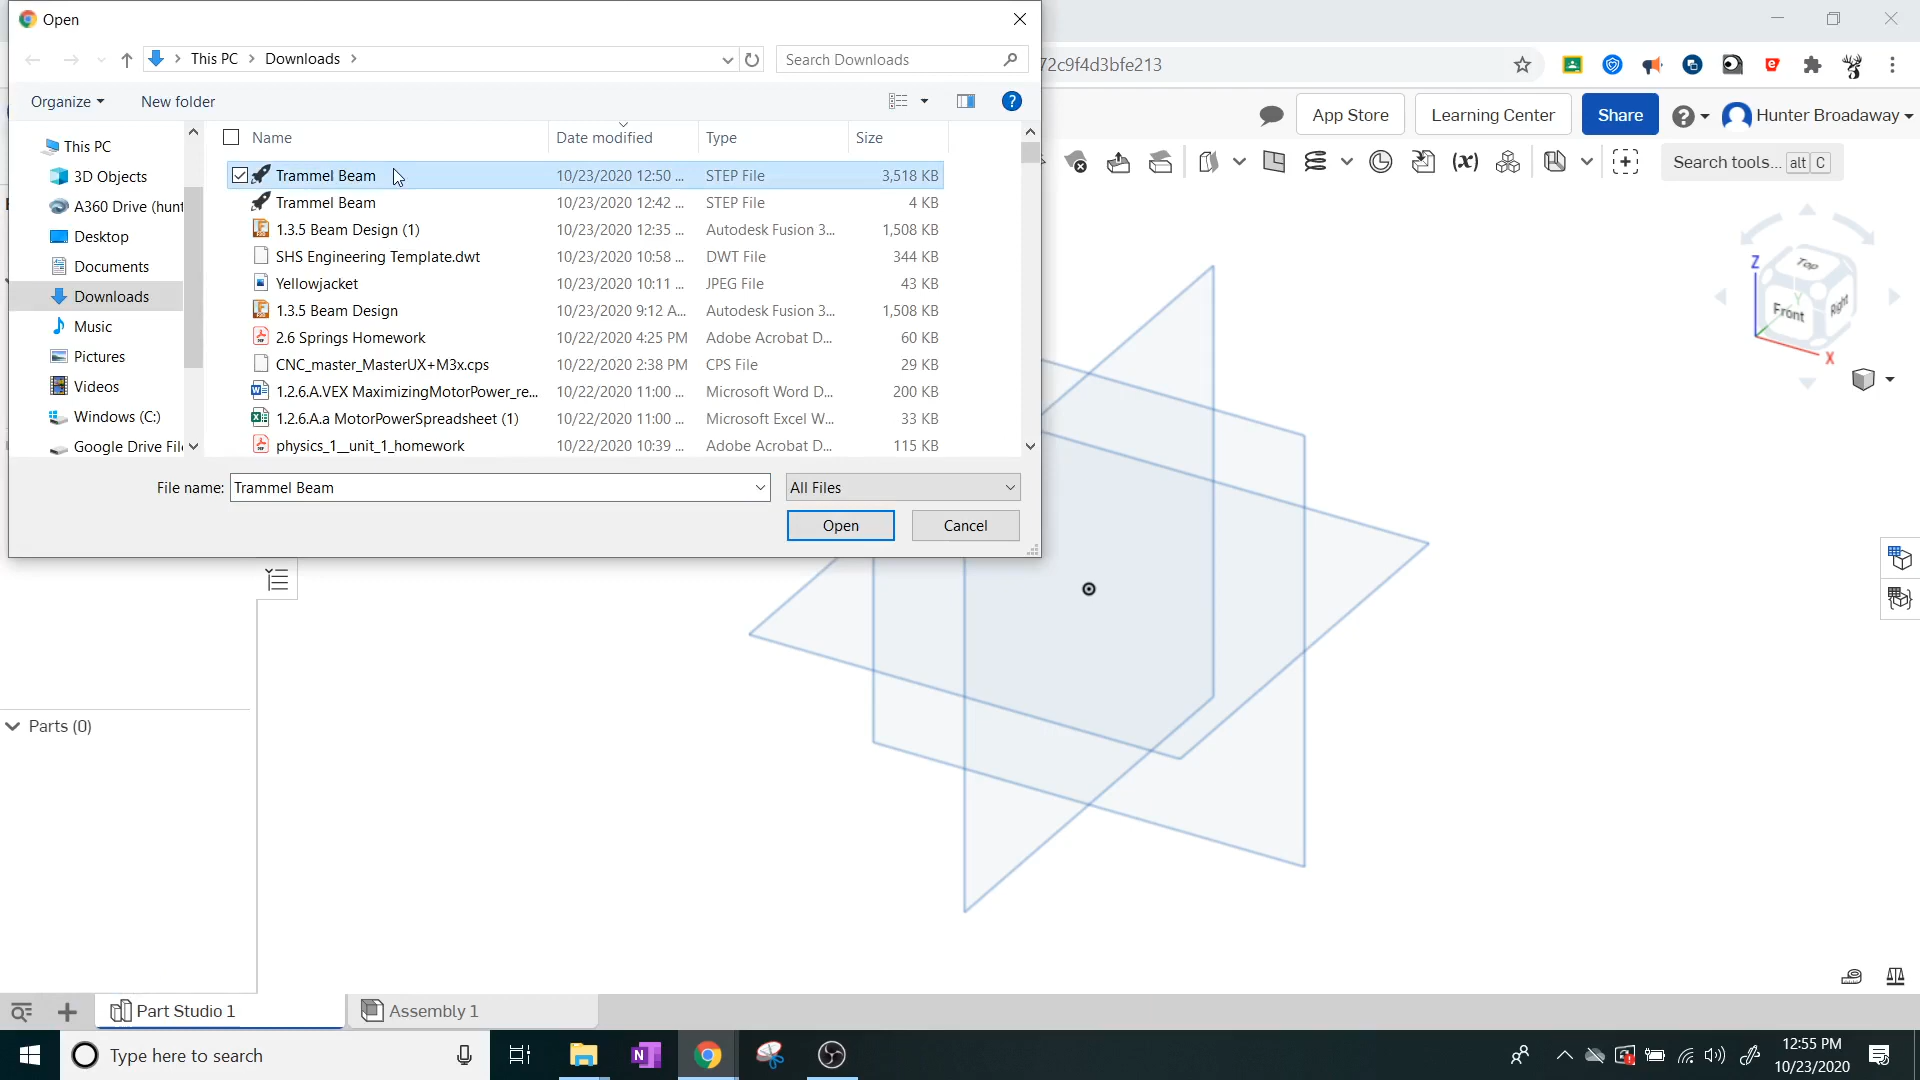 Open
This PC
Downloads
Search Downloads
Organize
New folder
Name
Date modified
Type
Size
This PC
3D Objects
A360 Drive (hunt
Desktop
Documents
Downloads
Music
Pictures
Videos
Windows (C:)
Google Drive File
Trammel Beam 10/23/2020 12:50 ... STEP File 3,518 KB
Trammel Beam 10/23/2020 12:42 ... STEP File 4 KB
1.3.5 Beam Design (1) 10/23/2020 12:35 ... Autodesk Fusion 3... 1,508 KB
SHS Engineering Template.dwt 10/23/2020 10:58 ... DWT File 344 KB
Yellowjacket 10/23/2020 10:11 ... JPEG File 43 KB
1.3.5 Beam Design 10/23/2020 9:12 A... Autodesk Fusion 3... 1,508 KB
2.6 Springs Homework 10/22/2020 4:25 PM Adobe Acrobat D... 60 KB
CNC_master_MasterUX+M3x.cps 10/22/2020 2:38 PM CPS File 29 KB
1.2.6.A.VEX MaximizingMotorPower_re... 10/22/2020 11:00 ... Microsoft Word D... 200 KB
1.2.6.A.a MotorPowerSpreadsheet (1) 10/22/2020 11:00 ... Microsoft Excel W... 33 KB
physics_1__unit_1_homework 10/22/2020 10:39 ... Adobe Acrobat D... 115 KB
File name: Trammel Beam
All Files
Open
Cancel
72c9f4d3bfe213
App Store
Learning Center
Share
Hunter Broadaway
(x)
Search tools... alt C
Z
Top
Y
Front
Right
X
Parts (0)
Part Studio 1
Assembly 1
Type here to search
12:55 PM
10/23/2020